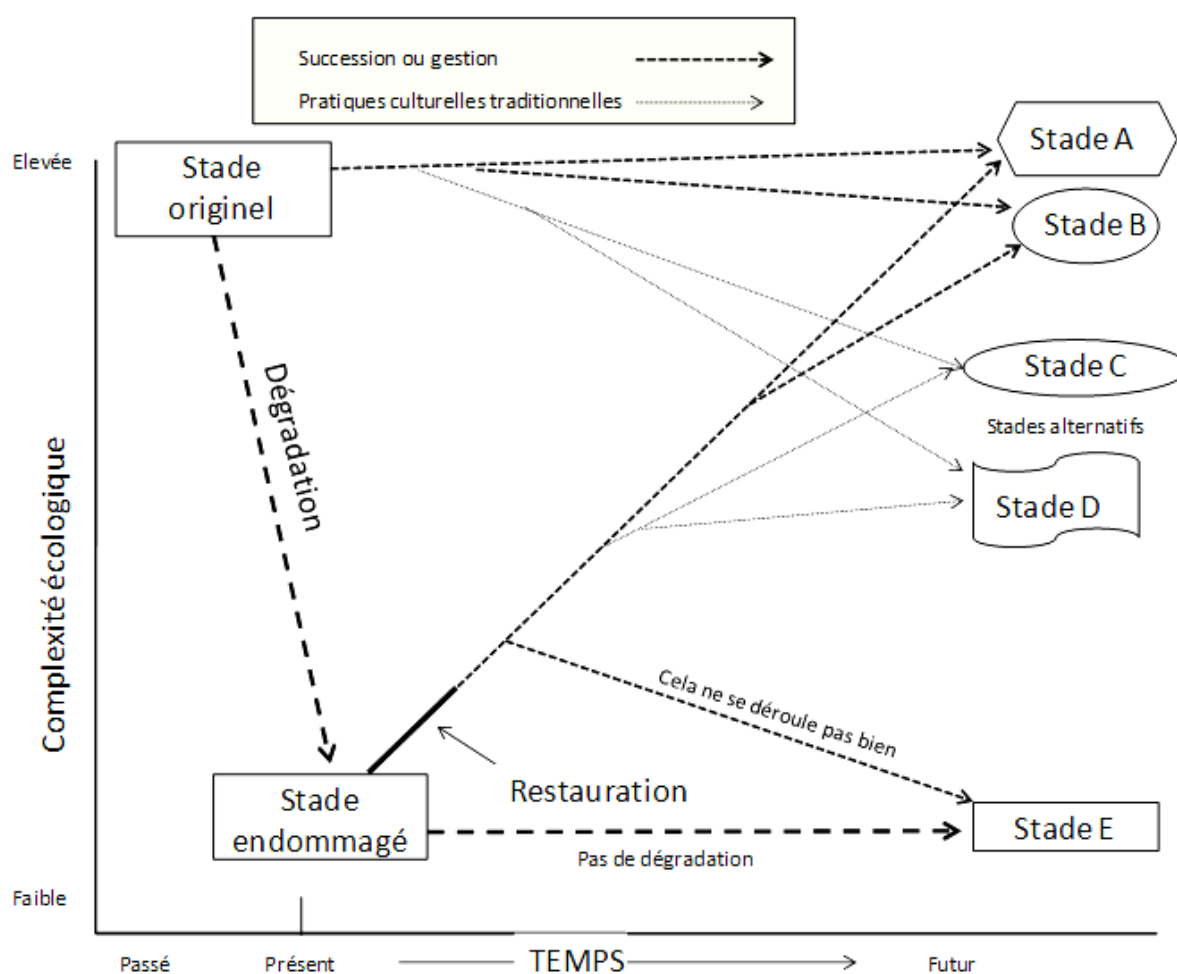 Succession ou gestion
Pratiques culturelles traditionnelles
Elevée
Stade
originel
Stade A
Stade B
Stade C
Stades alternatifs
Stade D
Dégradation
Complexité écologique
Cela ne se déroule pas bien
Restauration
Stade
endommagé
Stade E
Pas de dégradation
Faible
Passé
Présent
TEMPS
Futur